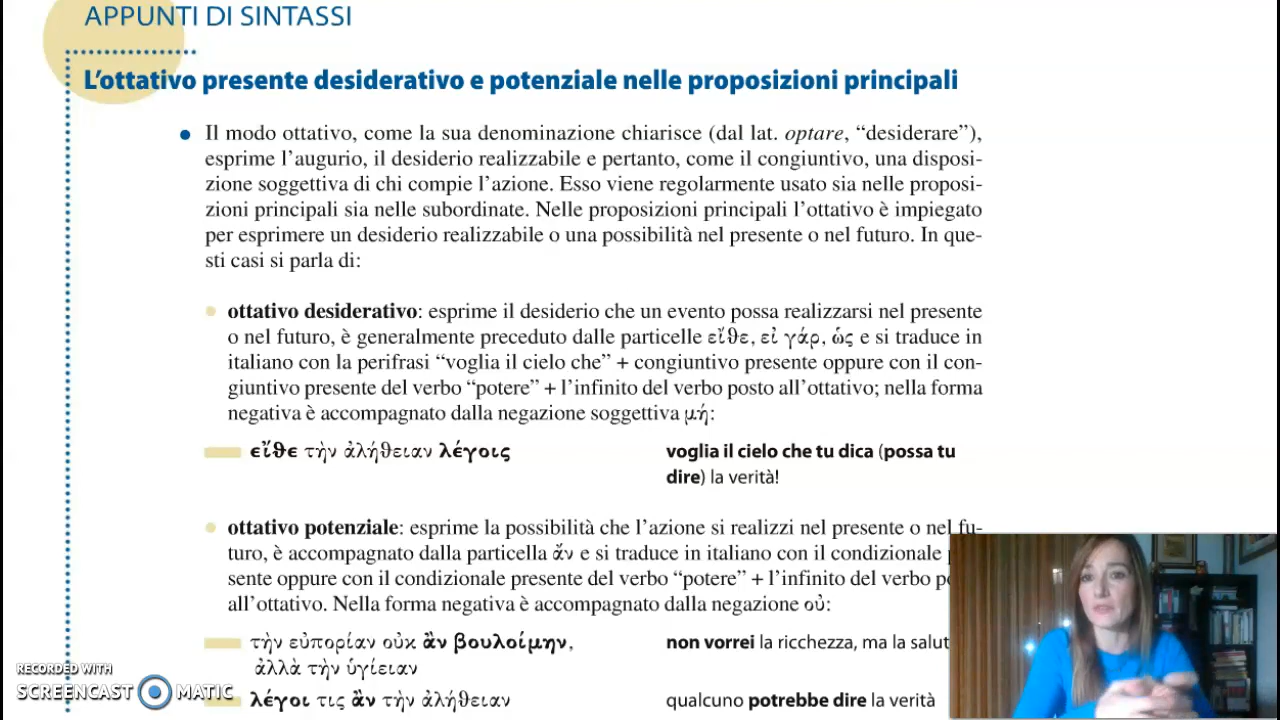 APPUNTI DI SINTASSI
L’ottativo presente desiderativo e potenziale nelle proposizioni principali
● Il modo ottativo, come la sua denominazione chiarisce (dal lat. optare, “desiderare”),
esprime l’augurio, il desiderio realizzabile e pertanto, come il congiuntivo, una disposi-
zione soggettiva di chi compie l’azione. Esso viene regolarmente usato sia nelle proposi-
zioni principali sia nelle subordinate. Nelle proposizioni principali l’ottativo è impiegato
per esprimere un desiderio realizzabile o una possibilità nel presente o nel futuro. In que-
sti casi si parla di:
● ottativo desiderativo: esprime il desiderio che un evento possa realizzarsi nel presente
o nel futuro, è generalmente preceduto dalle particelle εἴθε, εἰ γάρ, ὡς e si traduce in
italiano con la perifrasi “voglia il cielo che” + congiuntivo presente oppure con il con-
giuntivo presente del verbo “potere” + l’infinito del verbo posto all’ottativo; nella forma
negativa è accompagnato dalla negazione soggettiva μή:
εἴθε τὴν ἀλήθειαν λέγοις voglia il cielo che tu dica (possa tu
dire) la verità!
● ottativo potenziale: esprime la possibilità che l’azione si realizzi nel presente o nel fu-
turo, è accompagnato dalla particella ἄν e si traduce in italiano con il condizionale
sente oppure con il condizionale presente del verbo “potere” + l’infinito del verbo
all’ottativo. Nella forma negativa è accompagnato dalla negazione οὐ:
τὴν εὐπορίαν οὐκ ἂν βουλοίμην, non vorrei la ricchezza, ma la salut
ἀλλὰ τὴν ὑγίειαν
λέγοι τις ἂν τὴν ἀλήθειαν qualcuno potrebbe dire la verità
RECORDED WITH
SCREENCAST MATIC